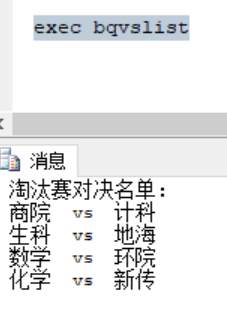 exec bqvslist
消息
淘汰赛对决名单:
商院 vs 计科
生科 vs 地海
数学 vs 环院
化学 vs 新传